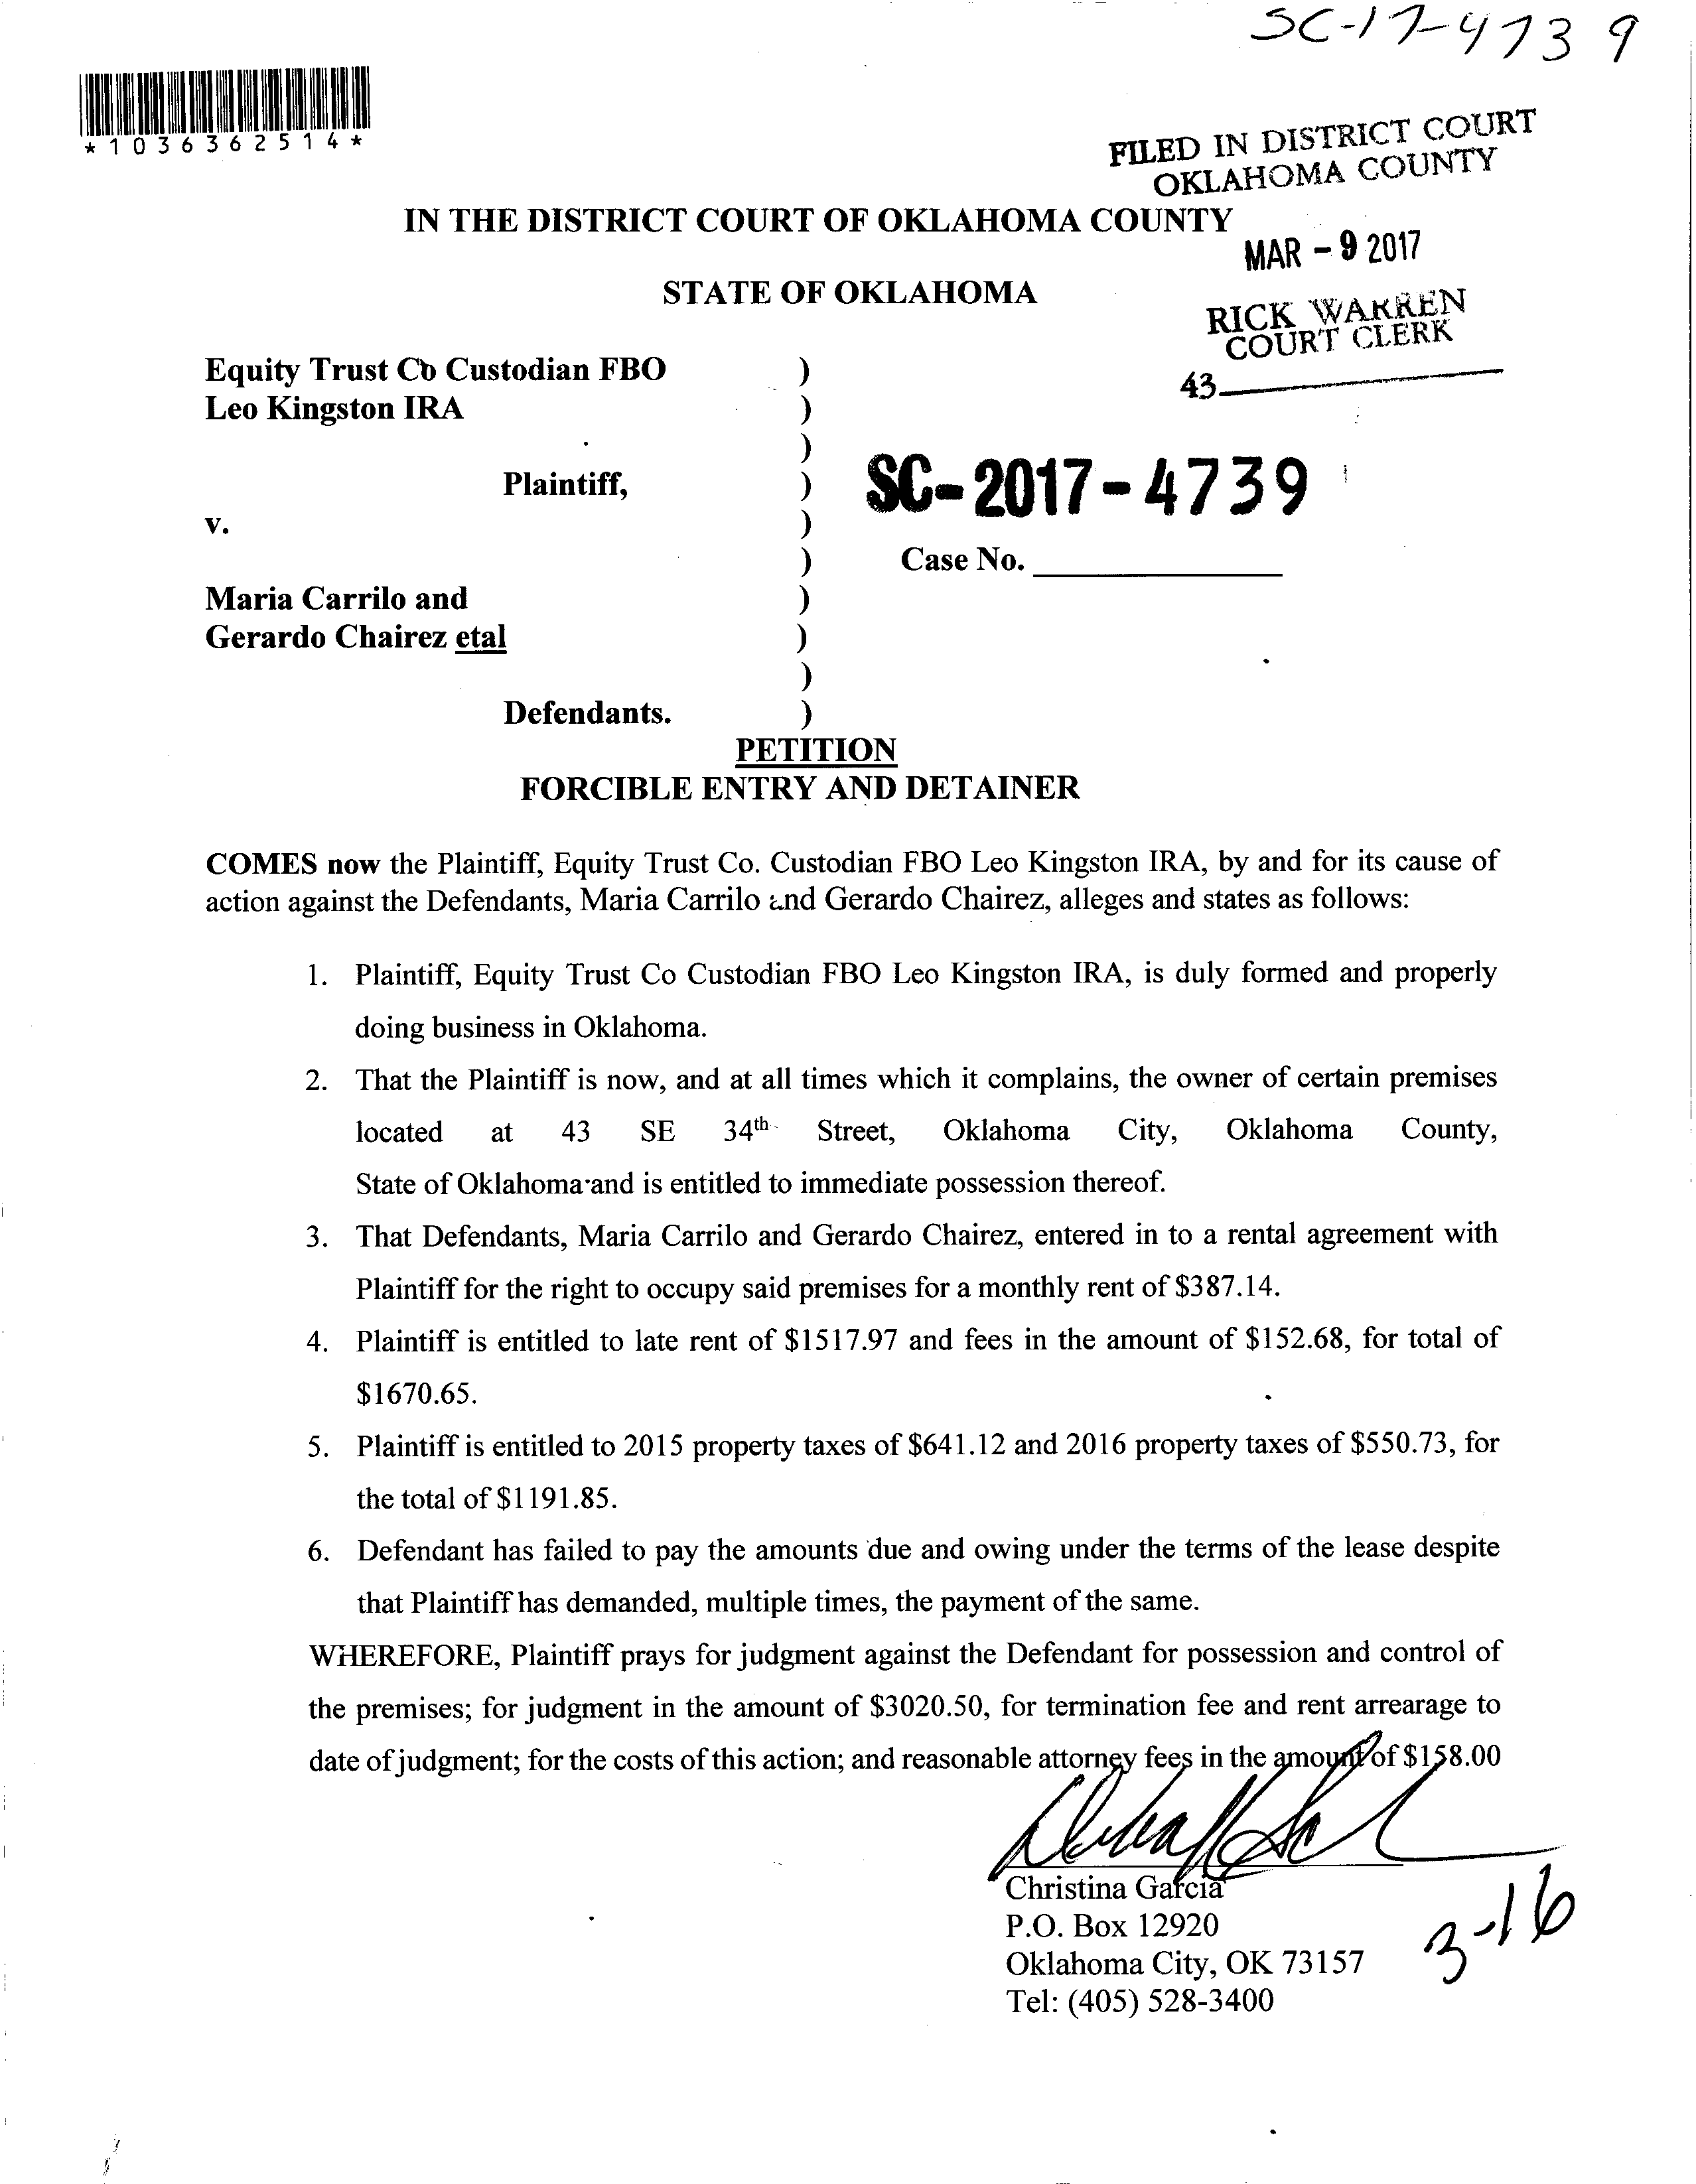 SC-17-4739
*1036362514*
FILED IN DISTRICT COURT
OKLAHOMA COUNTY
IN THE DISTRICT COURT OF OKLAHOMA COUNTY
MAR - 9 2017
STATE OF OKLAHOMA
RICK WARREN
COURT CLERK
43
Equity Trust Co Custodian FBO )
Leo Kingston IRA )
)
Plaintiff, )
SC-2017-4739
v. )
) Case No.
Maria Carrilo and )
Gerardo Chairez etal )
)
Defendants. )
PETITION
FORCIBLE ENTRY AND DETAINER
COMES now the Plaintiff, Equity Trust Co. Custodian FBO Leo Kingston IRA, by and for its cause of
action against the Defendants, Maria Carrilo and Gerardo Chairez, alleges and states as follows:
1. Plaintiff, Equity Trust Co Custodian FBO Leo Kingston IRA, is duly formed and properly
doing business in Oklahoma.
2. That the Plaintiff is now, and at all times which it complains, the owner of certain premises
located at 43 SE 34th Street, Oklahoma City, Oklahoma County,
State of Oklahoma and is entitled to immediate possession thereof.
3. That Defendants, Maria Carrilo and Gerardo Chairez, entered in to a rental agreement with
Plaintiff for the right to occupy said premises for a monthly rent of $387.14.
4. Plaintiff is entitled to late rent of $1517.97 and fees in the amount of $152.68, for total of
$1670.65.
5. Plaintiff is entitled to 2015 property taxes of $641.12 and 2016 property taxes of $550.73, for
the total of $1191.85.
6. Defendant has failed to pay the amounts due and owing under the terms of the lease despite
that Plaintiff has demanded, multiple times, the payment of the same.
WHEREFORE, Plaintiff prays for judgment against the Defendant for possession and control of
the premises; for judgment in the amount of $3020.50, for termination fee and rent arrearage to
date of judgment; for the costs of this action; and reasonable attorney fees in the amount of $158.00
Christina Garcia
P.O. Box 12920
Oklahoma City, OK 73157
Tel: (405) 528-3400
3-16